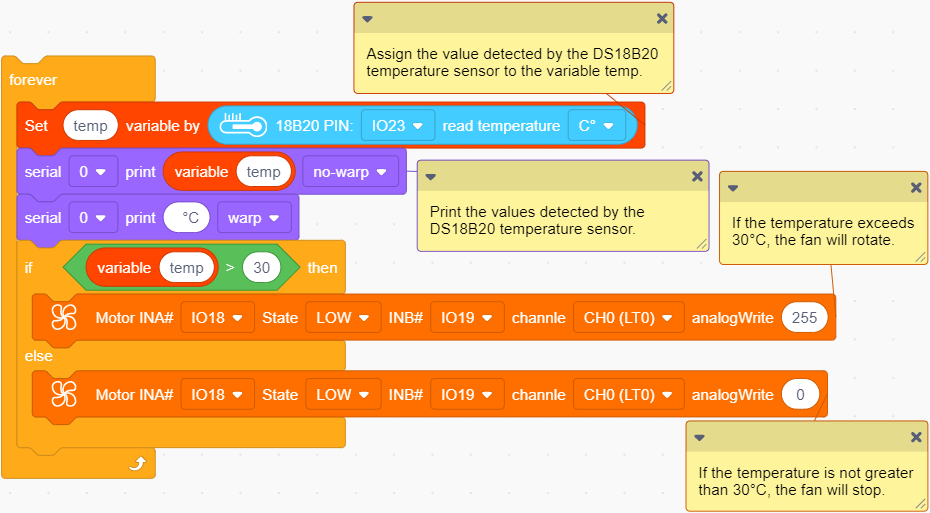 Assign the value detected by the DS18B20
temperature sensor to the variable temp.
forever
Set temp variable by 18B20 PIN: IO23 read temperature C°
serial 0 print variable temp no-warp
Print the values detected by the
DS18B20 temperature sensor.
serial 0 print °C warp
If the temperature exceeds
30°C, the fan will rotate.
if variable temp > 30 then
Motor INA# IO18 State LOW INB# IO19 channle CH0 (LT0) analogWrite 255
else
Motor INA# IO18 State LOW INB# IO19 channle CH0 (LT0) analogWrite 0
If the temperature is not greater
than 30°C, the fan will stop.